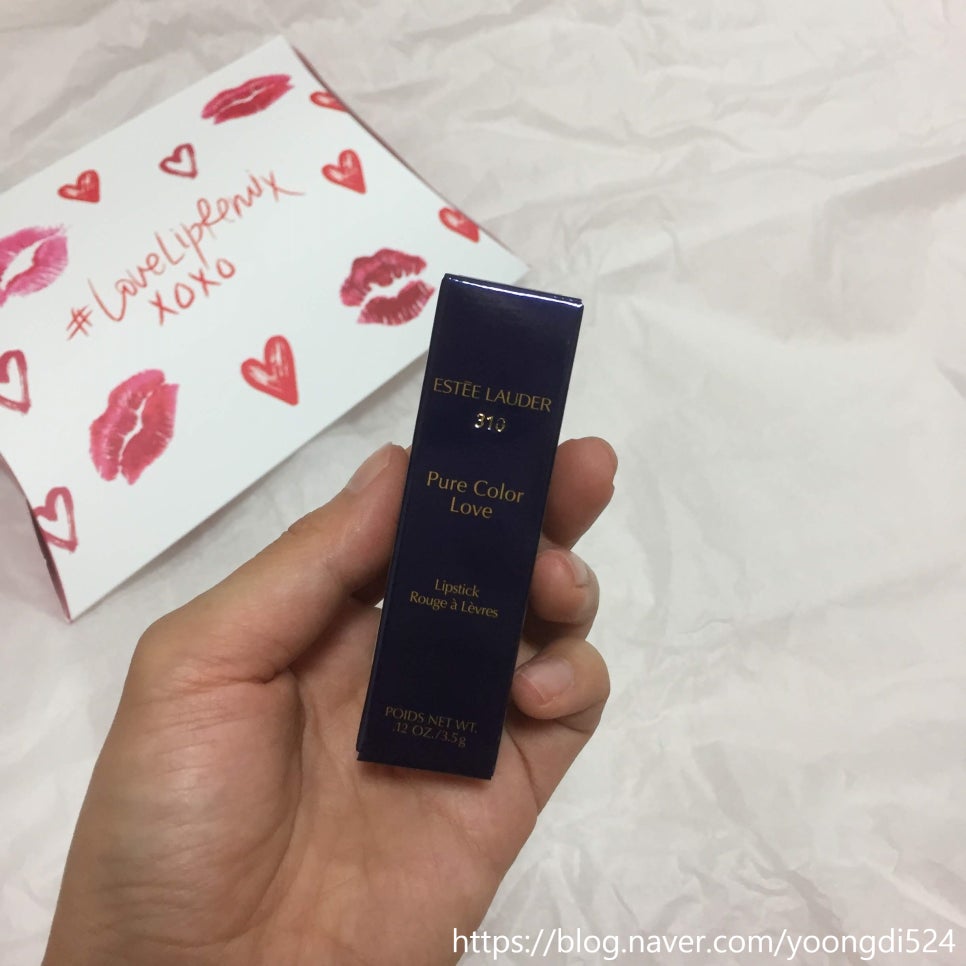 #LoveLipRemix
xoxo
ESTĒE LAUDER
310
Pure Color
Love
Lipstick
Rouge à Lèvres
POIDS NET WT.
.12 OZ./3.5g
https://blog.naver.com/yoongdi524